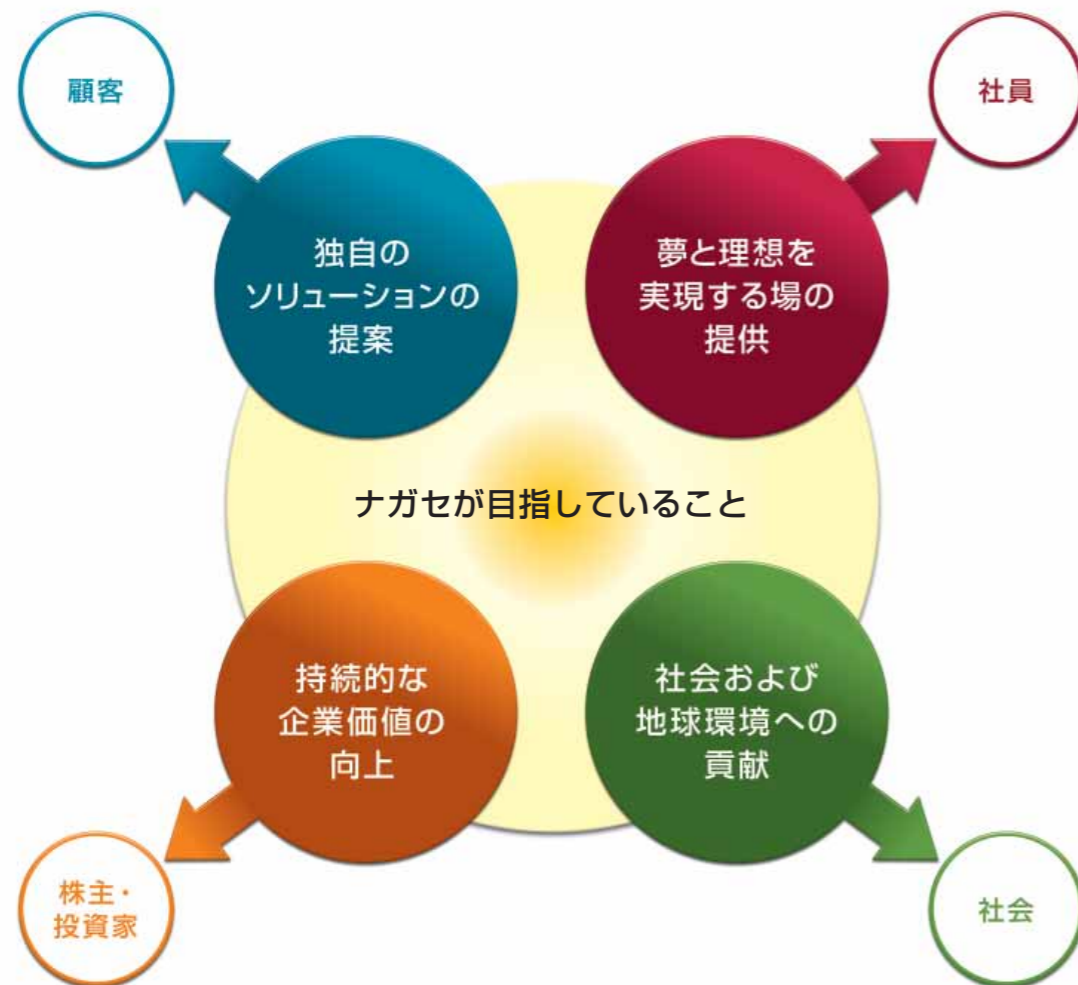 顧客
社員
独自の
ソリューションの
提案
夢と理想を
実現する場の
提供
ナガセが目指していること
持続的な
企業価値の
向上
社会および
地球環境への
貢献
株主・
投資家
社会